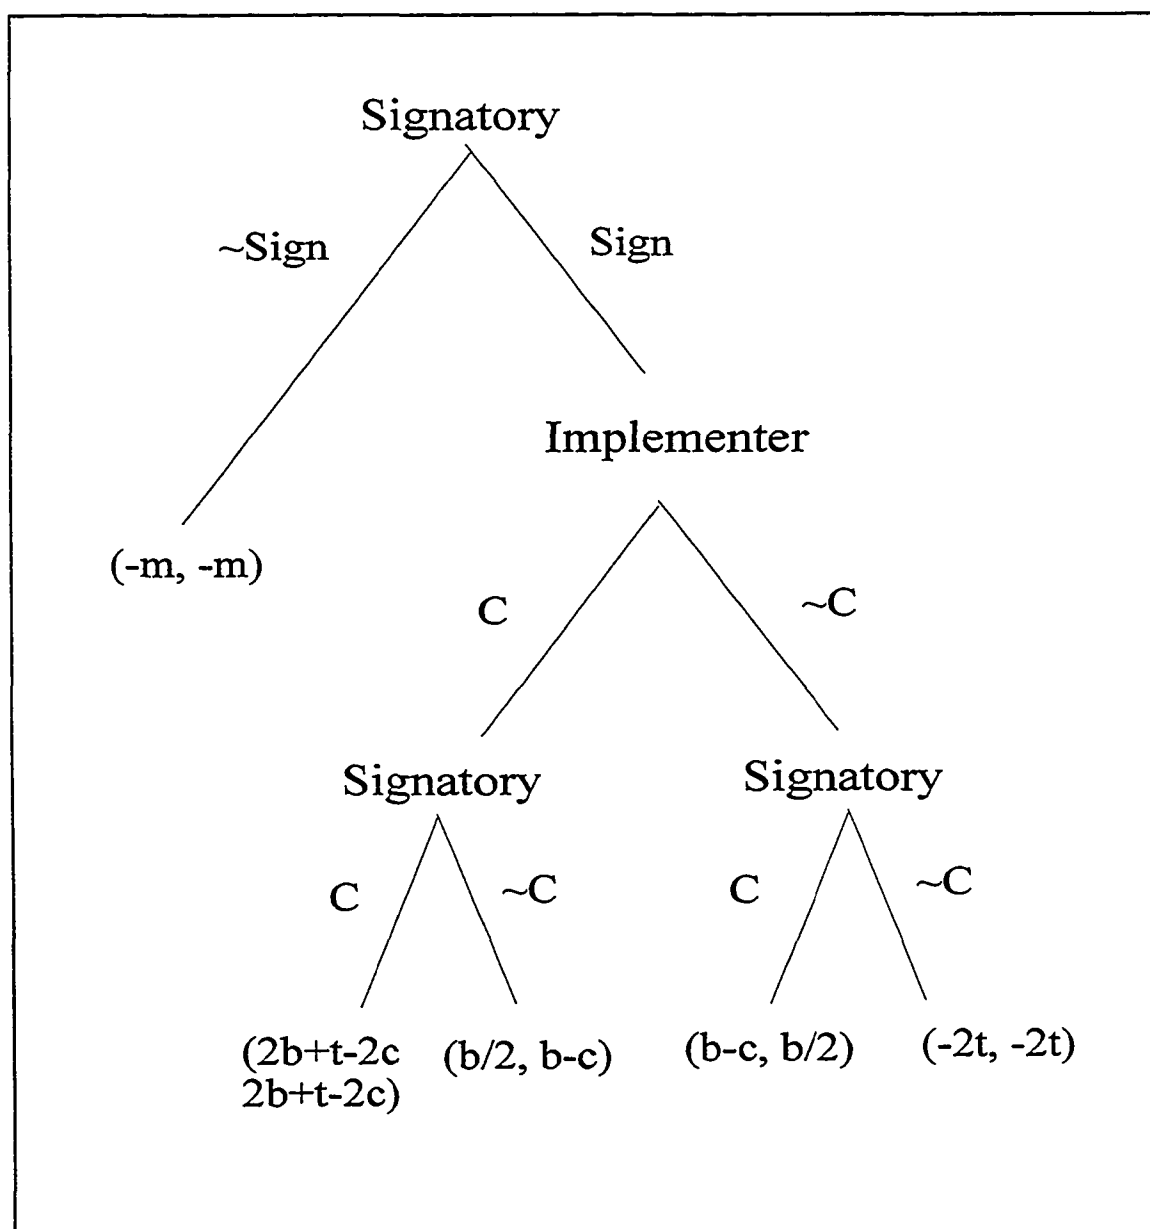 Signatory
~Sign
Sign
Implementer
(-m, -m)
C
~C
Signatory
Signatory
C
~C
C
~C
(2b+t-2c
2b+t-2c)
(b/2, b-c)
(b-c, b/2)
(-2t, -2t)